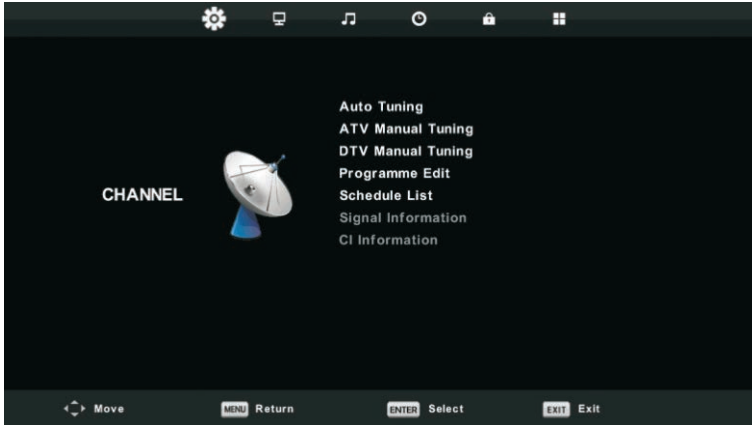 CHANNEL
Auto Tuning
ATV Manual Tuning
DTV Manual Tuning
Programme Edit
Schedule List
Signal Information
CI Information
Move MENU Return ENTER Select EXIT Exit